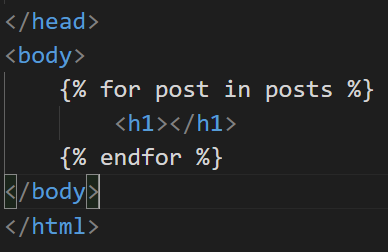 </head>
<body>
    {% for post in posts %}
        <h1></h1>
    {% endfor %}
</body>
</html>